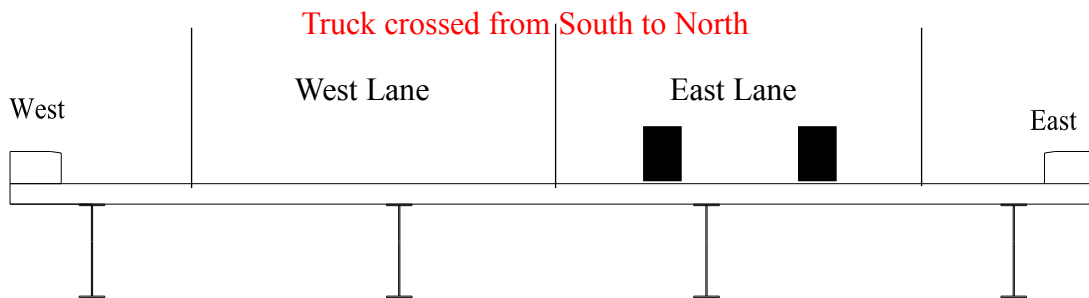 Truck crossed from South to North
West Lane
East Lane
West
East